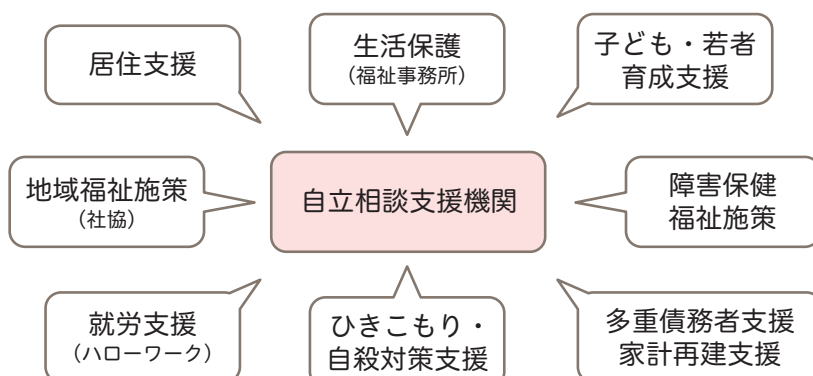 居住支援
生活保護
(福祉事務所)
子ども・若者
育成支援
地域福祉施策
(社協)
自立相談支援機関
障害保健
福祉施策
就労支援
(ハローワーク)
ひきこもり・
自殺対策支援
多重債務者支援
家計再建支援